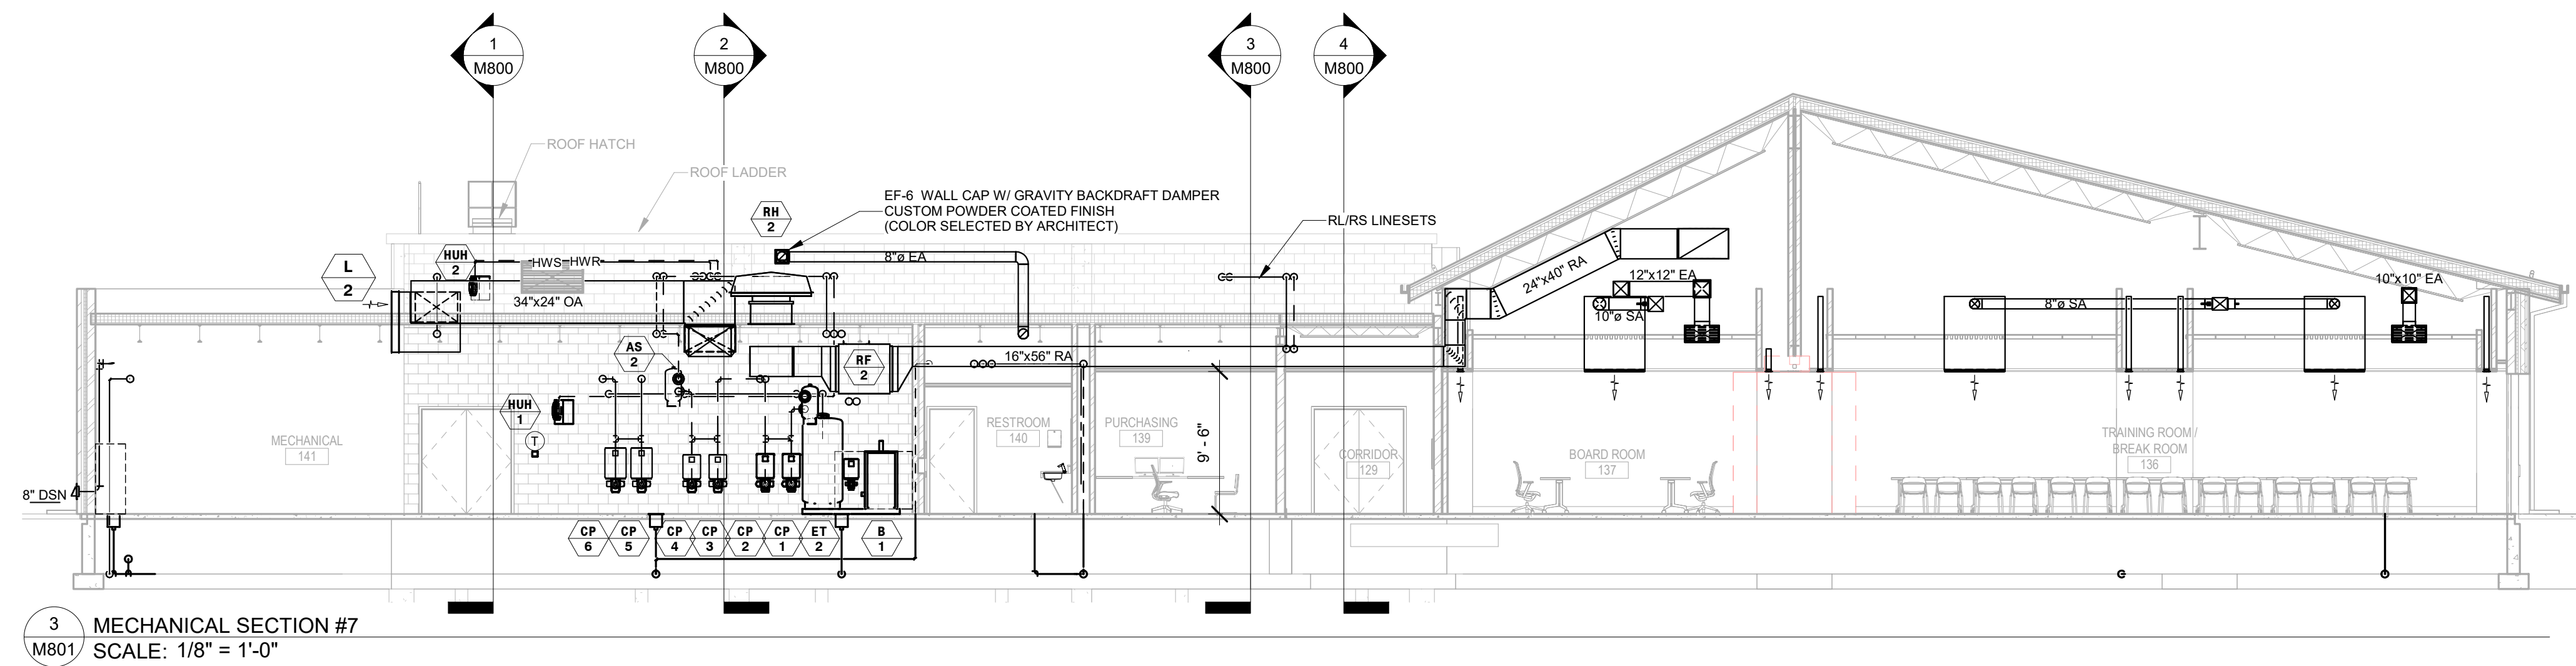 1
M800
2
M800
3
M800
4
M800
ROOF HATCH
ROOF LADDER
RH
2
EF-6 WALL CAP W/ GRAVITY BACKDRAFT DAMPER
CUSTOM POWDER COATED FINISH
(COLOR SELECTED BY ARCHITECT)
RL/RS LINESETS
L
2
HUH
2
HWS
HWR
34"x24" OA
8"ø EA
24"x40" RA
12"x12" EA
10"ø SA
8"ø SA
10"x10" EA
AS
2
RF
2
16"x56" RA
HUH
1
T
MECHANICAL
141
RESTROOM
140
PURCHASING
139
9' - 6"
CORRIDOR
129
BOARD ROOM
137
TRAINING ROOM /
BREAK ROOM
136
8" DSN
CP
6
CP
5
CP
4
CP
3
CP
2
CP
1
ET
2
B
1
3
M801
MECHANICAL SECTION #7
SCALE: 1/8" = 1'-0"